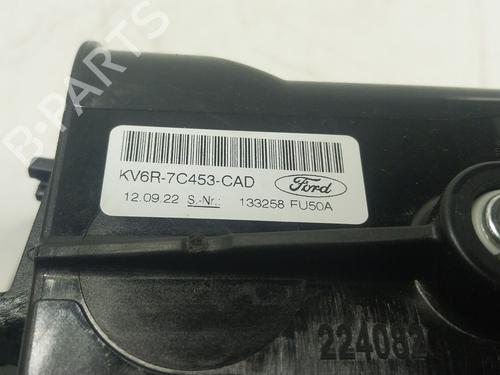 B-PARTS
KV6R-7C453-CAD
Ford
12.09.22 S.-Nr.: 133258 FU50A
224082